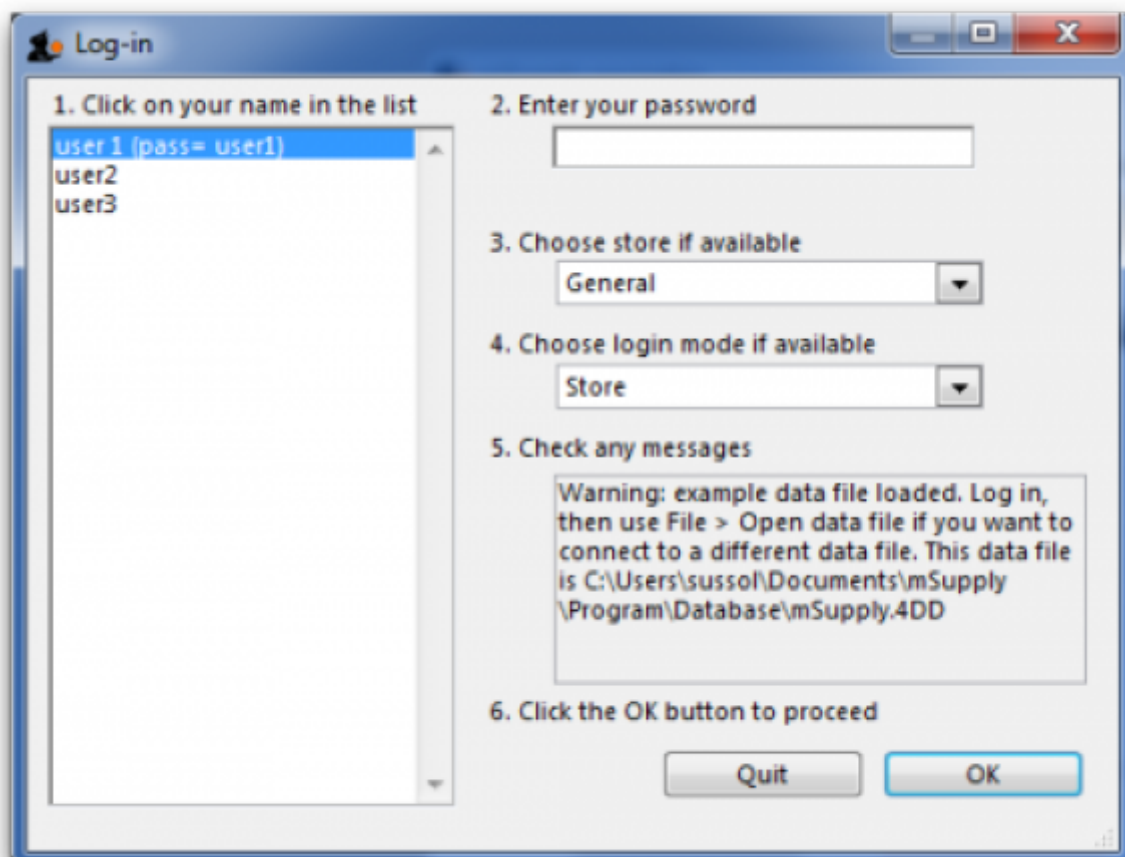 Log-in
1. Click on your name in the list
user 1 (pass= user1)
user2
user3
2. Enter your password
3. Choose store if available
General
4. Choose login mode if available
Store
5. Check any messages
Warning: example data file loaded. Log in,
then use File > Open data file if you want to
connect to a different data file. This data file
is C:\Users\sussol\Documents\mSupply
\Program\Database\mSupply.4DD
6. Click the OK button to proceed
Quit
OK